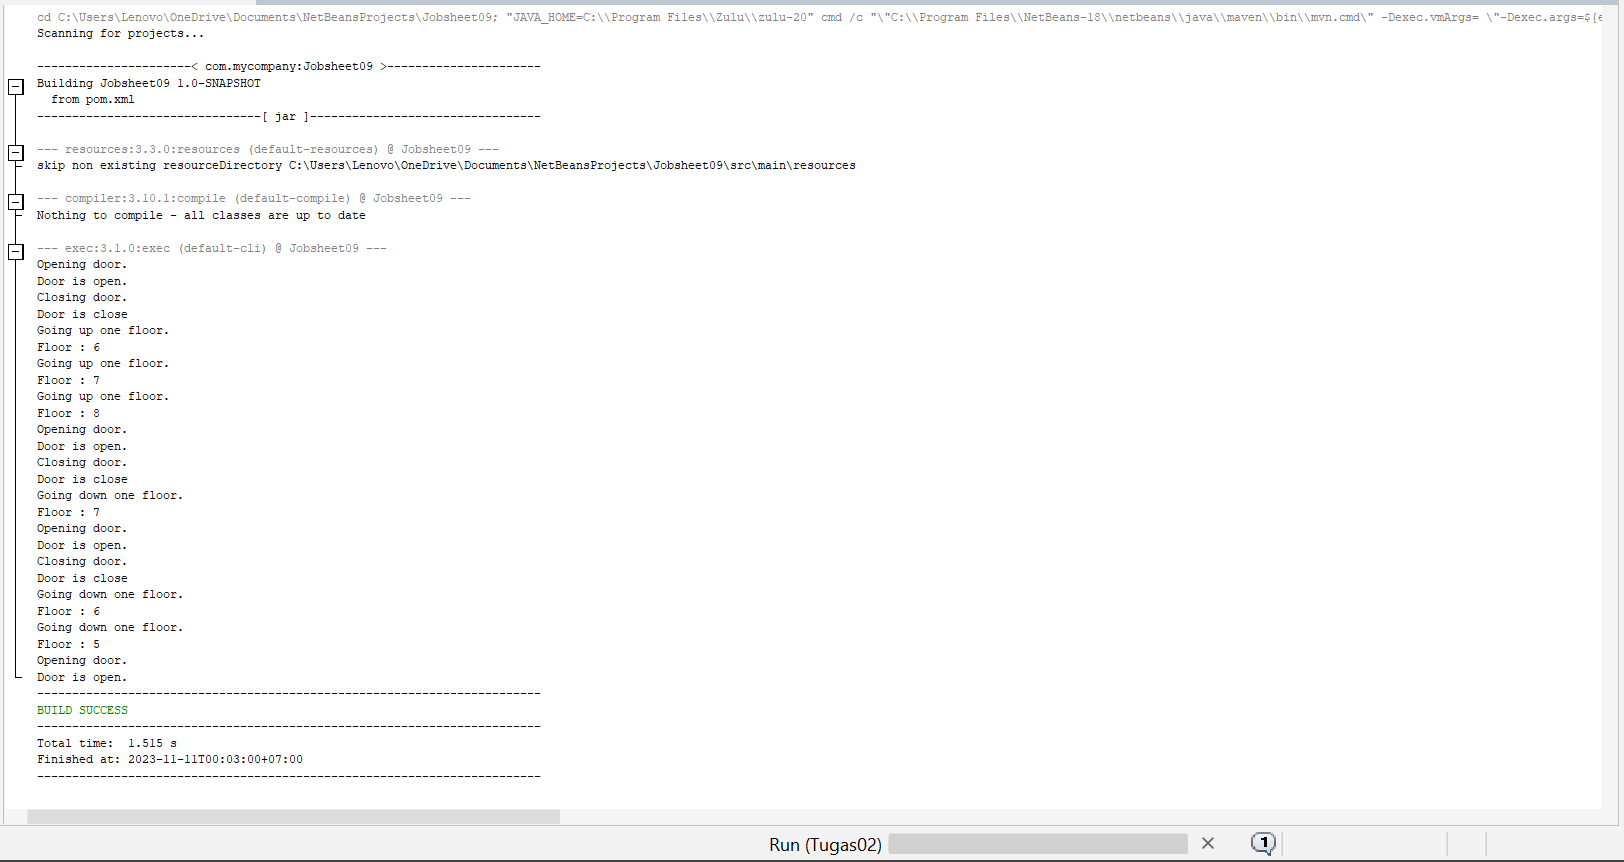 cd C:\Users\Lenovo\OneDrive\Documents\NetBeansProjects\Jobsheet09; "JAVA_HOME=C:\\Program Files\\Zulu\\zulu-20" cmd /c "\"C:\\Program Files\\NetBeans-18\\netbeans\\java\\maven\\bin\\mvn.cmd\" -Dexec.vmArgs= \"-Dexec.args=${e
Scanning for projects...
----------------------< com.mycompany:Jobsheet09 >----------------------
Building Jobsheet09 1.0-SNAPSHOT
  from pom.xml
--------------------------------[ jar ]---------------------------------
--- resources:3.3.0:resources (default-resources) @ Jobsheet09 ---
skip non existing resourceDirectory C:\Users\Lenovo\OneDrive\Documents\NetBeansProjects\Jobsheet09\src\main\resources
--- compiler:3.10.1:compile (default-compile) @ Jobsheet09 ---
Nothing to compile - all classes are up to date
--- exec:3.1.0:exec (default-cli) @ Jobsheet09 ---
Opening door.
Door is open.
Closing door.
Door is close
Going up one floor.
Floor : 6
Going up one floor.
Floor : 7
Going up one floor.
Floor : 8
Opening door.
Door is open.
Closing door.
Door is close
Going down one floor.
Floor : 7
Opening door.
Door is open.
Closing door.
Door is close
Going down one floor.
Floor : 6
Going down one floor.
Floor : 5
Opening door.
Door is open.
------------------------------------------------------------------------
BUILD SUCCESS
------------------------------------------------------------------------
Total time:  1.515 s
Finished at: 2023-11-11T00:03:00+07:00
------------------------------------------------------------------------
Run (Tugas02)
1